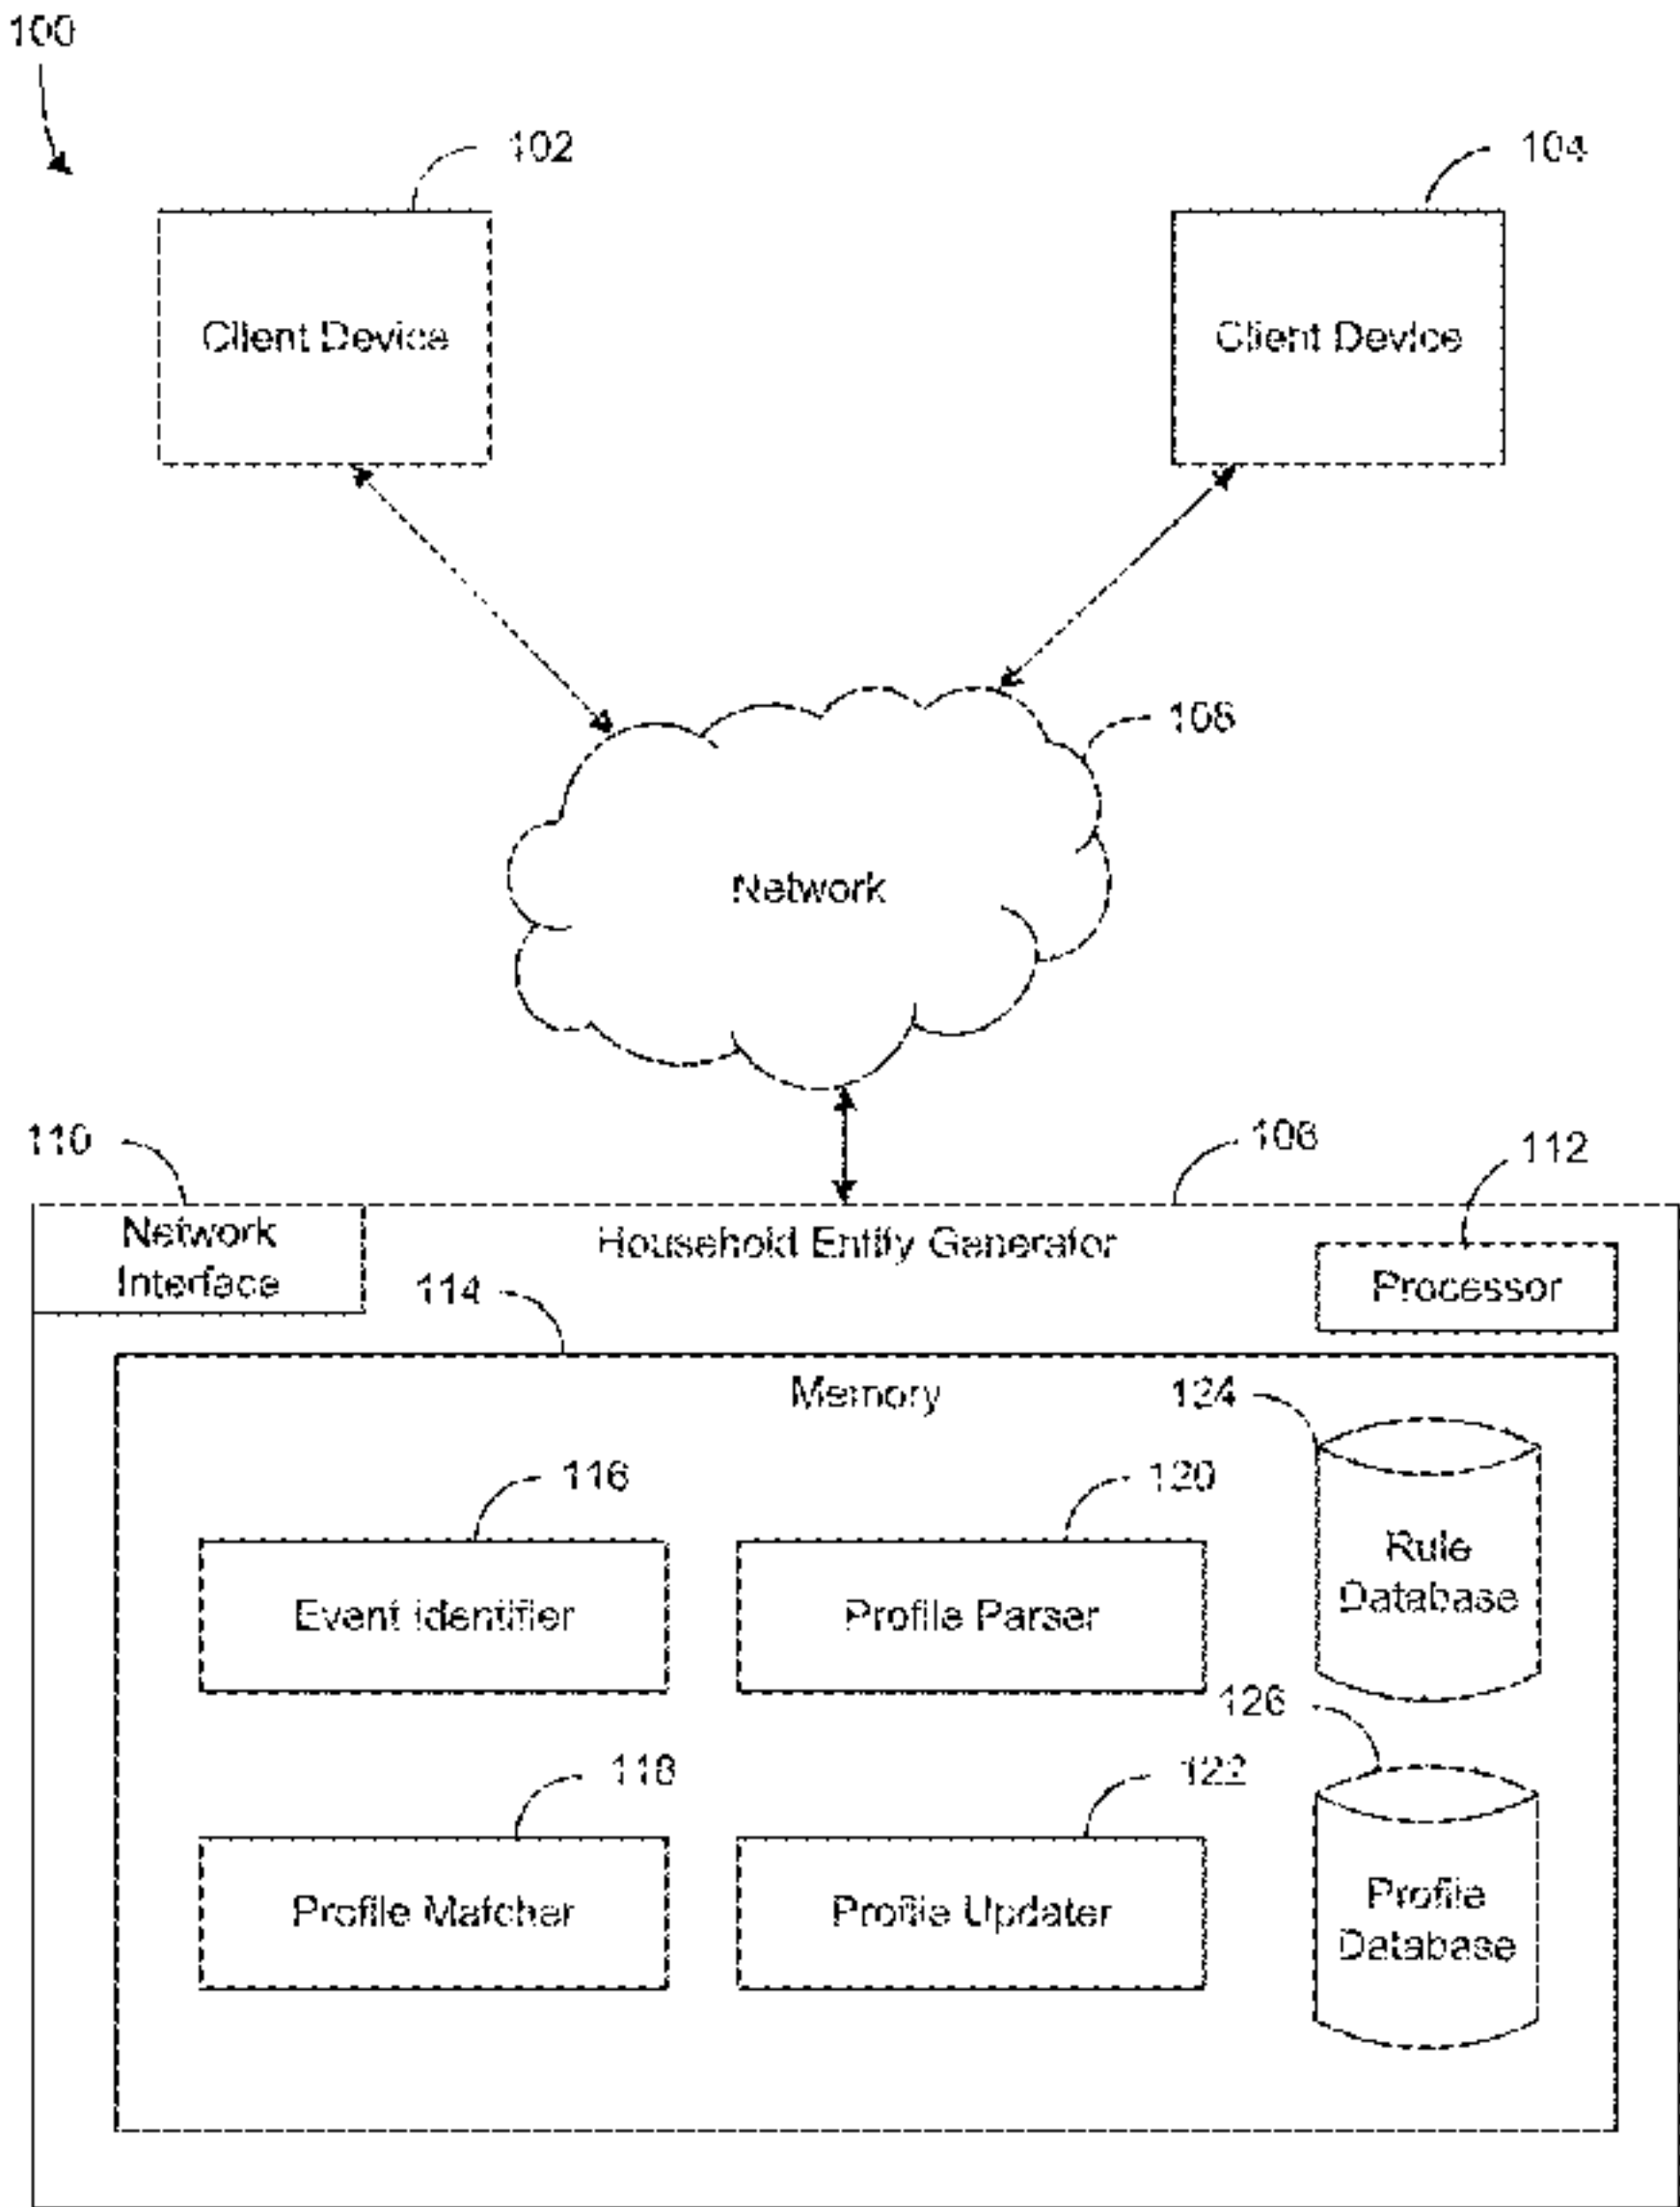 100
102
104
Client Device
Client Device
108
Network
110
106
112
Network
Interface
Household Entity Generator
Processor
114
Memory
124
116
120
Rule
Database
Event Identifier
Profile Parser
126
118
122
Profile Matcher
Profile Updater
Profile
Database